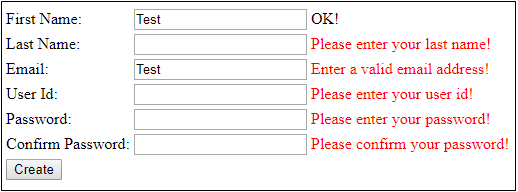 First Name: Test OK!
Last Name: Please enter your last name!
Email: Test Enter a valid email address!
User Id: Please enter your user id!
Password: Please enter your password!
Confirm Password: Please confirm your password!
Create